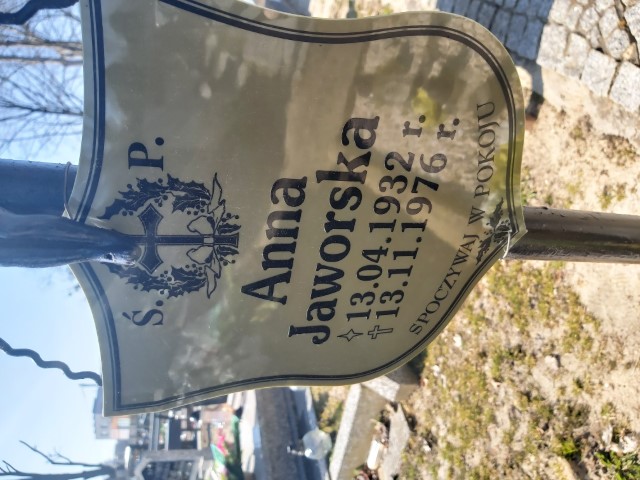 Ś. P.
Anna
Jaworska
13.04.1932 r.
13.11.1976 r.
SPOCZYWAJ W POKOJU